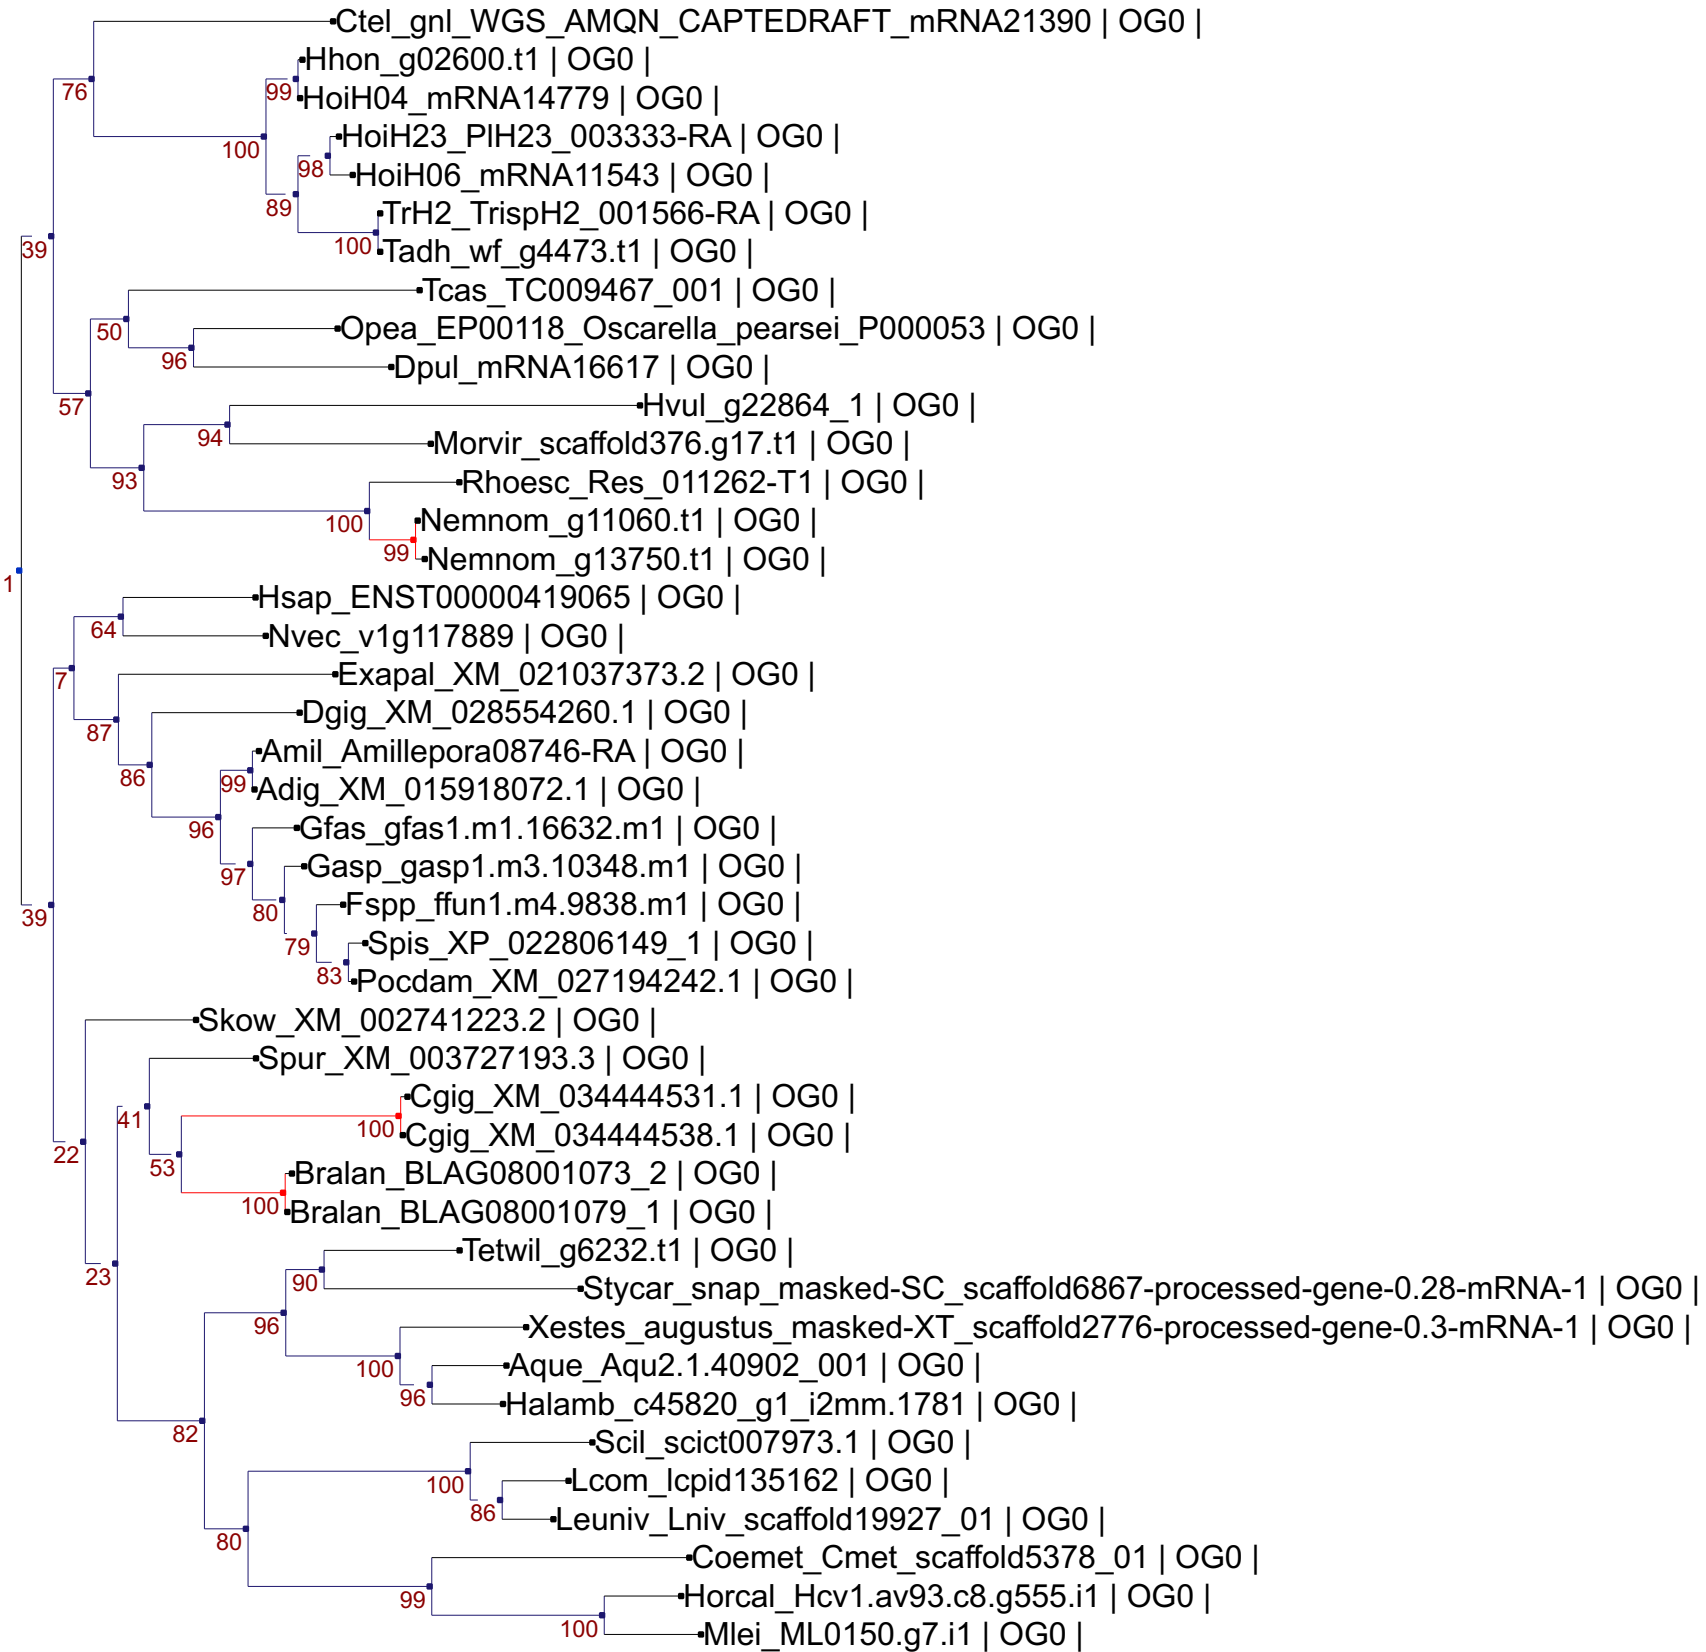 Ctel_gnl_WGS_AMQN_CAPTEDRAFT_mRNA21390 | OG0 |
Hhon_g02600.t1 | OG0 |
76
99
HoiH04_mRNA14779 | OG0 |
HoiH23_PlH23_003333-RA | OG0 |
100
98
HoiH06_mRNA11543 | OG0 |
89
TrH2_TrispH2_001566-RA | OG0 |
39
100
Tadh_wf_g4473.t1 | OG0 |
Tcas_TC009467_001 | OG0 |
50
Opea_EP00118_Oscarella_pearsei_P000053 | OG0 |
96
Dpul_mRNA16617 | OG0 |
57
Hvul_g22864_1 | OG0 |
94
Morvir_scaffold376.g17.t1 | OG0 |
93
Rhoesc_Res_011262-T1 | OG0 |
100
Nemnom_g11060.t1 | OG0 |
99
Nemnom_g13750.t1 | OG0 |
1
Hsap_ENST00000419065 | OG0 |
64
Nvec_v1g117889 | OG0 |
7
Exapal_XM_021037373.2 | OG0 |
87
Dgig_XM_028554260.1 | OG0 |
Amil_Amillepora08746-RA | OG0 |
86
99
Adig_XM_015918072.1 | OG0 |
96
Gfas_gfas1.m1.16632.m1 | OG0 |
97
Gasp_gasp1.m3.10348.m1 | OG0 |
39
80
Fspp_ffun1.m4.9838.m1 | OG0 |
79
Spis_XP_022806149_1 | OG0 |
83
Pocdam_XM_027194242.1 | OG0 |
Skow_XM_002741223.2 | OG0 |
Spur_XM_003727193.3 | OG0 |
Cgig_XM_034444531.1 | OG0 |
41
100
Cgig_XM_034444538.1 | OG0 |
22
53
Bralan_BLAG08001073_2 | OG0 |
100
Bralan_BLAG08001079_1 | OG0 |
Tetwil_g6232.t1 | OG0 |
23
90
Stycar_snap_masked-SC_scaffold6867-processed-gene-0.28-mRNA-1 | OG0 |
96
Xestes_augustus_masked-XT_scaffold2776-processed-gene-0.3-mRNA-1 | OG0 |
100
Aque_Aqu2.1.40902_001 | OG0 |
96
Halamb_c45820_g1_i2mm.1781 | OG0 |
82
Scil_scict007973.1 | OG0 |
100
Lcom_lcpid135162 | OG0 |
86
Leuniv_Lniv_scaffold19927_01 | OG0 |
80
Coemet_Cmet_scaffold5378_01 | OG0 |
99
Horcal_Hcv1.av93.c8.g555.i1 | OG0 |
100
Mlei_ML0150.g7.i1 | OG0 |